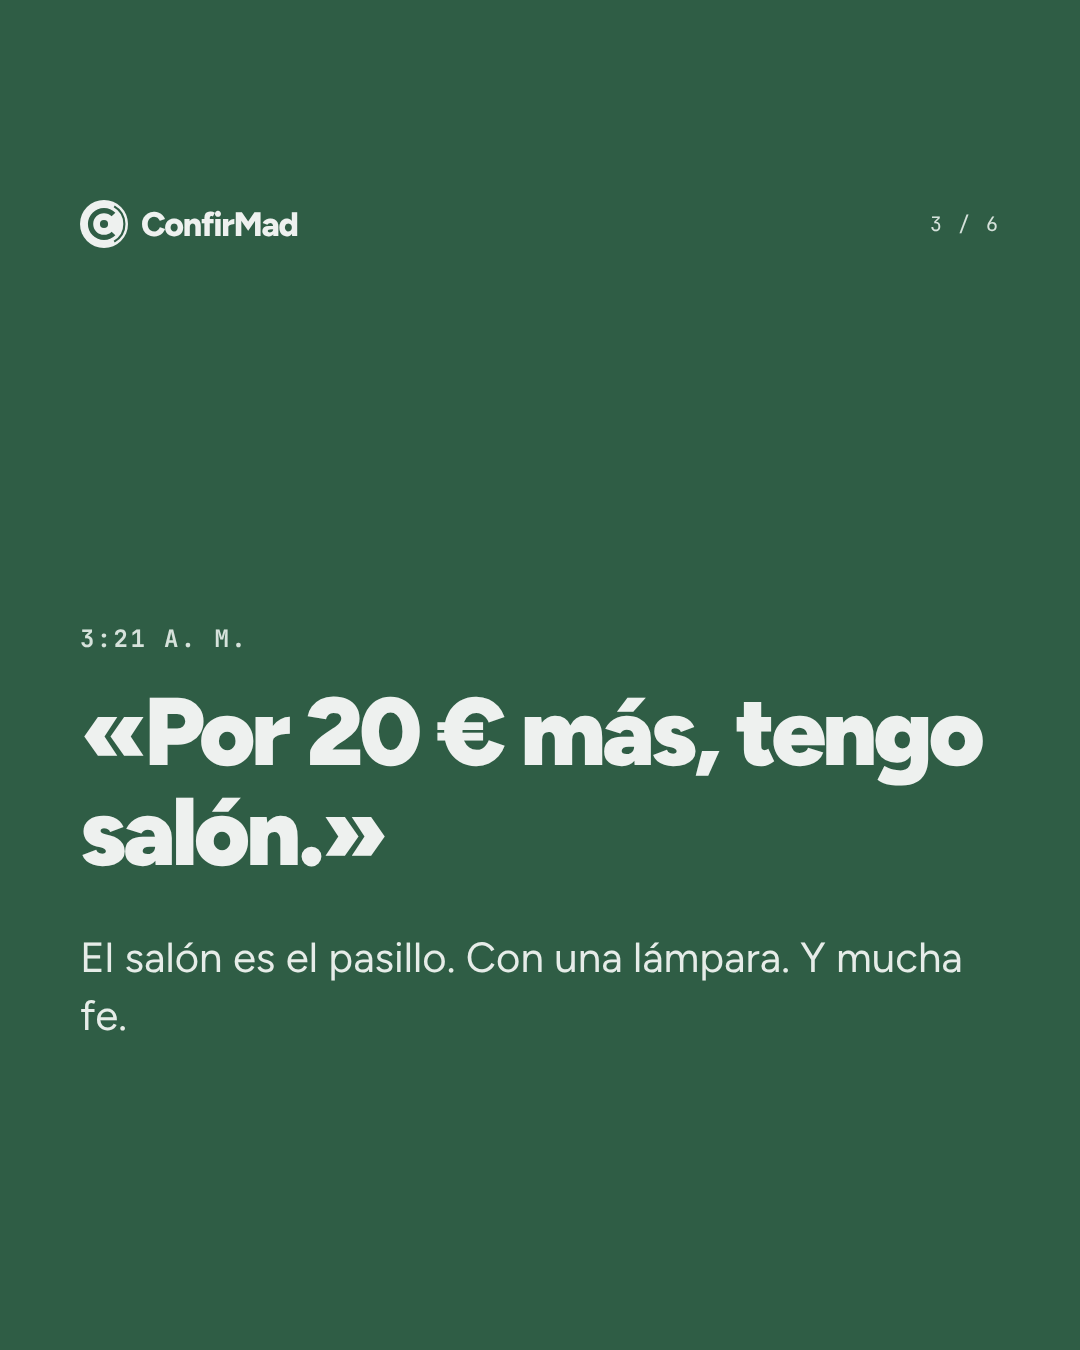 ConfirMad
3 / 6
3:21 A. M.
«Por 20 € más, tengo
salón.»
El salón es el pasillo. Con una lámpara. Y mucha
fe.